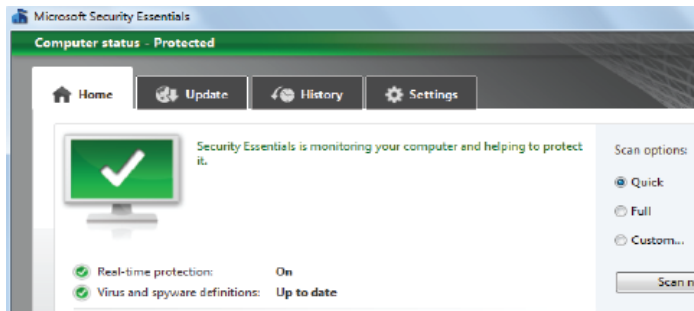 Microsoft Security Essentials
Computer status - Protected
Home
Update
History
Settings
Security Essentials is monitoring your computer and helping to protect
it.
Real-time protection: On
Virus and spyware definitions: Up to date
Scan options:
Quick
Full
Custom...
Scan n